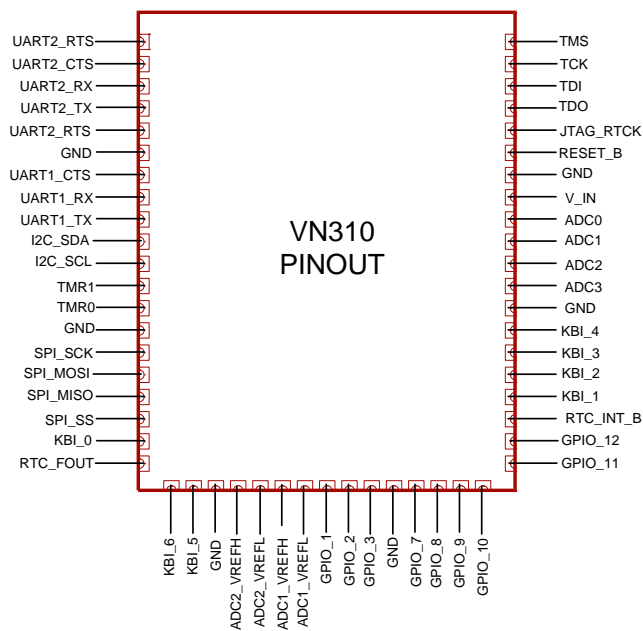 UART2_RTS
UART2_CTS
UART2_RX
UART2_TX
UART2_RTS
GND
UART1_CTS
UART1_RX
UART1_TX
I2C_SDA
I2C_SCL
TMR1
TMR0
GND
SPI_SCK
SPI_MOSI
SPI_MISO
SPI_SS
KBI_0
RTC_FOUT
VN310
PINOUT
TMS
TCK
TDI
TDO
JTAG_RTCK
RESET_B
GND
V_IN
ADC0
ADC1
ADC2
ADC3
GND
KBI_4
KBI_3
KBI_2
KBI_1
RTC_INT_B
GPIO_12
GPIO_11
KBI_6
KBI_5
GND
ADC2_VREFH
ADC2_VREFL
ADC1_VREFH
ADC1_VREFL
GPIO_1
GPIO_2
GPIO_3
GND
GPIO_7
GPIO_8
GPIO_9
GPIO_10